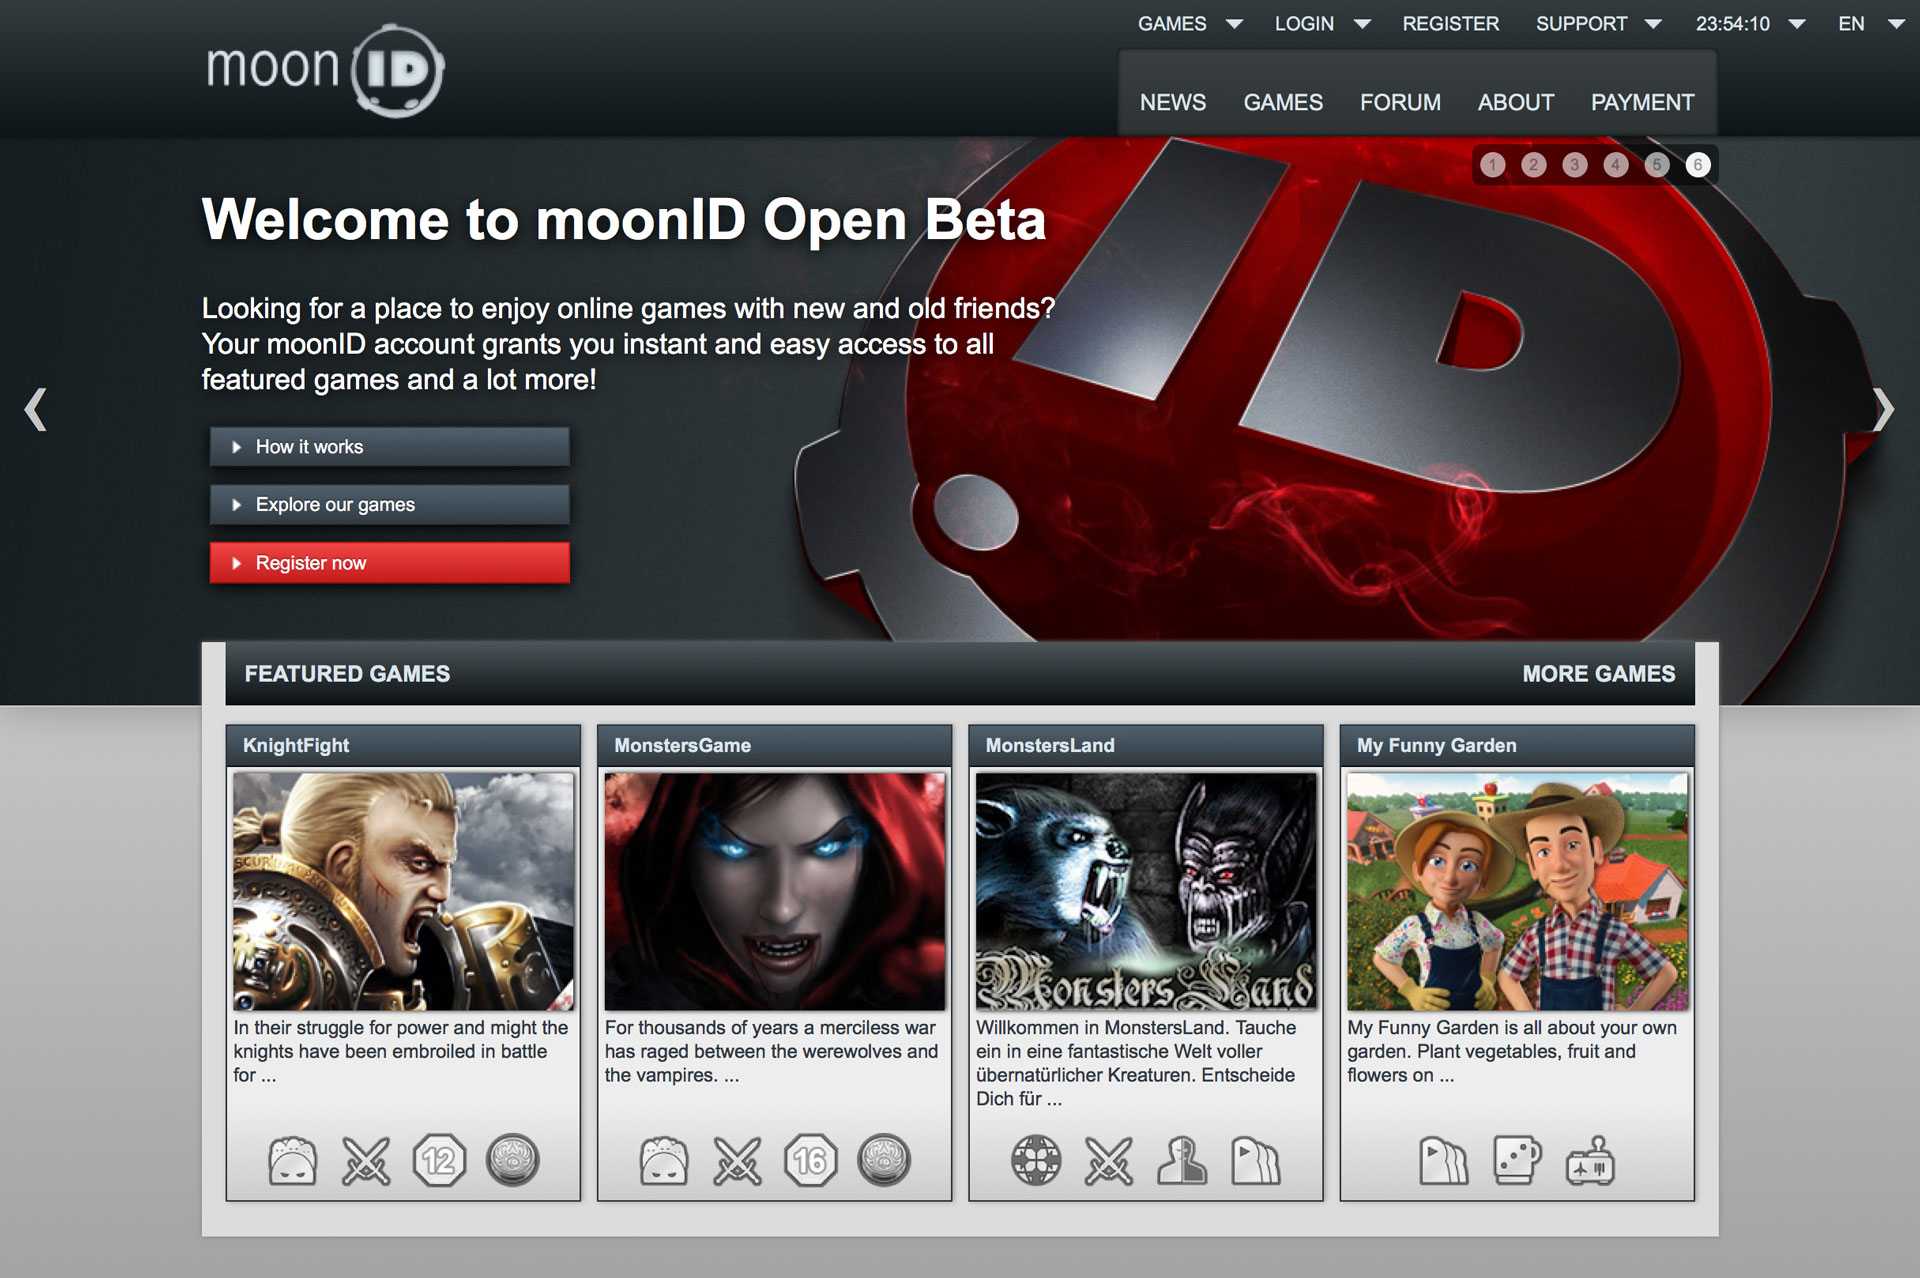 GAMES LOGIN REGISTER SUPPORT 23:54:10 EN
moon ID
NEWS GAMES FORUM ABOUT PAYMENT
1 2 3 4 5 6
Welcome to moonID Open Beta
ID
Looking for a place to enjoy online games with new and old friends?
Your moonID account grants you instant and easy access to all
featured games and a lot more!
How it works
Explore our games
Register now
FEATURED GAMES MORE GAMES
KnightFight
In their struggle for power and might the
knights have been embroiled in battle
for ...
12
MonstersGame
For thousands of years a merciless war
has raged between the werewolves and
the vampires. ...
16
MonstersLand
Monsters Land
Willkommen in MonstersLand. Tauche
ein in eine fantastische Welt voller
übernatürlicher Kreaturen. Entscheide
Dich für ...
My Funny Garden
My Funny Garden is all about your own
garden. Plant vegetables, fruit and
flowers on ...